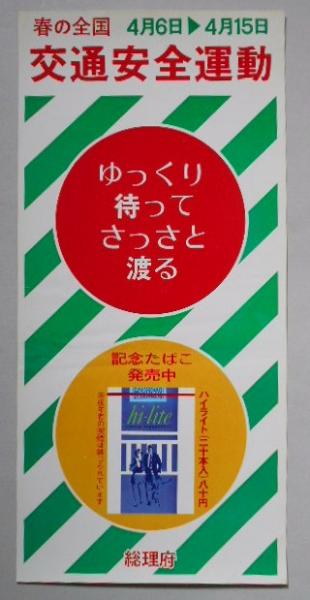 春の全国 4月6日▶4月15日
交通安全運動
ゆっくり
待って
さっさと
渡る
記念たばこ
発売中
ハイライト(二十本入)八十円
hi-lite
総理府